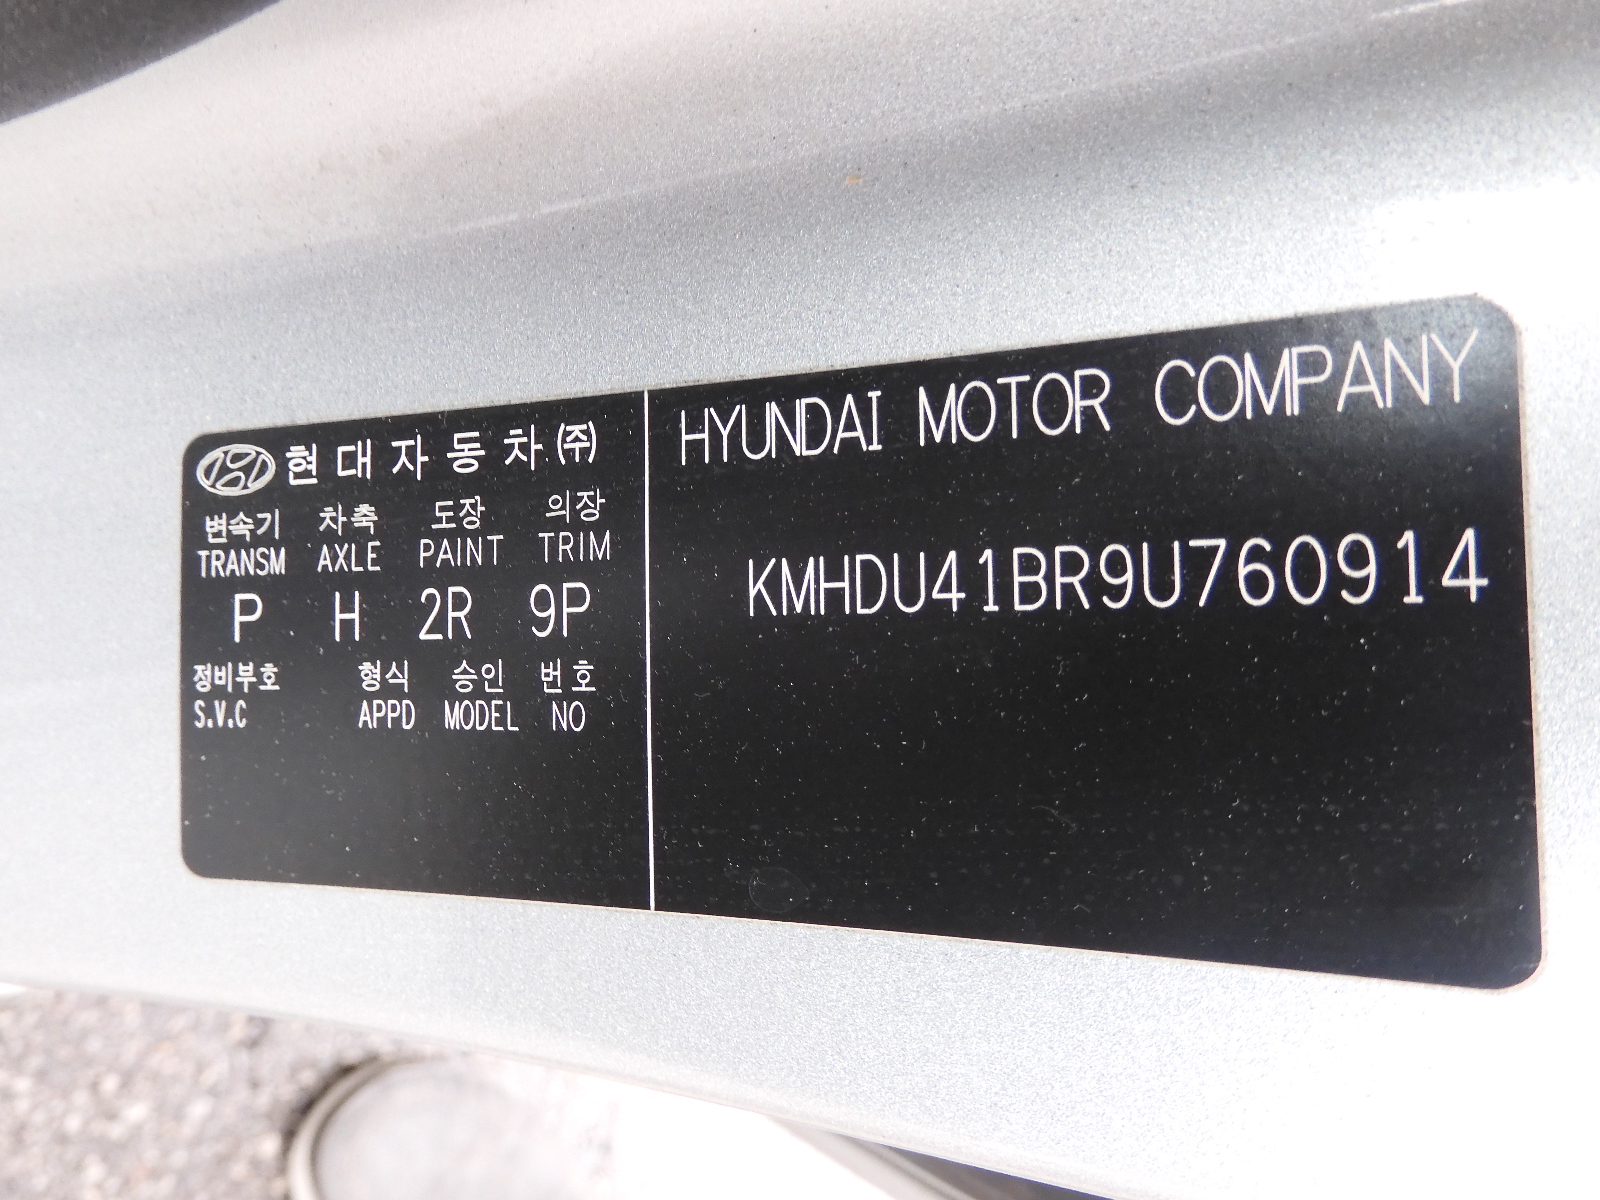 현대자동차(주)
변속기 차축 도장 의장
TRANSM AXLE PAINT TRIM
P H 2R 9P
정비부호 형식 승인 번호
S.V.C APPD MODEL NO
HYUNDAI MOTOR COMPANY
KMHDU41BR9U760914